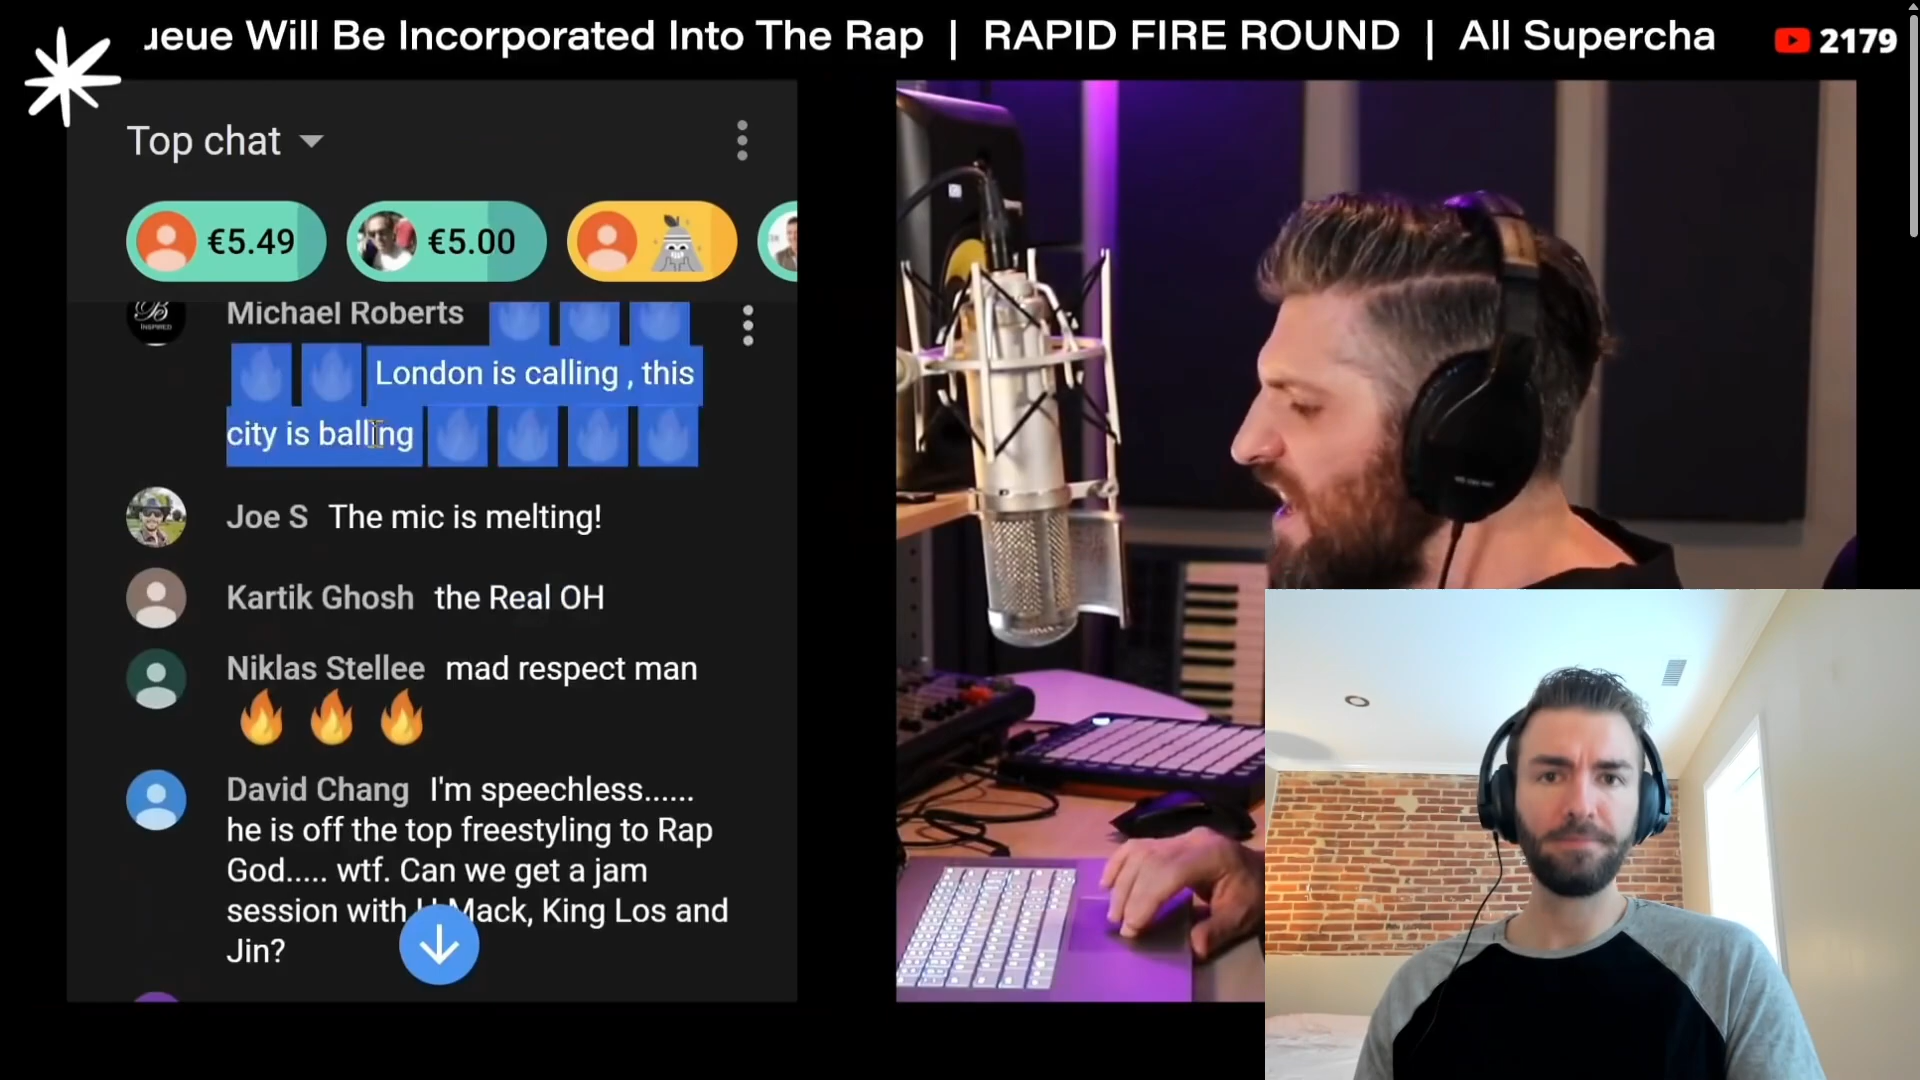 ueue Will Be Incorporated Into The Rap | RAPID FIRE ROUND | All Supercha
2179
Top chat
€5.49 €5.00
Michael Roberts
London is calling , this
city is balling
Joe S The mic is melting!
Kartik Ghosh the Real OH
Niklas Stellee mad respect man
David Chang I'm speechless......
he is off the top freestyling to Rap
God..... wtf. Can we get a jam
session with Mack, King Los and
Jin?